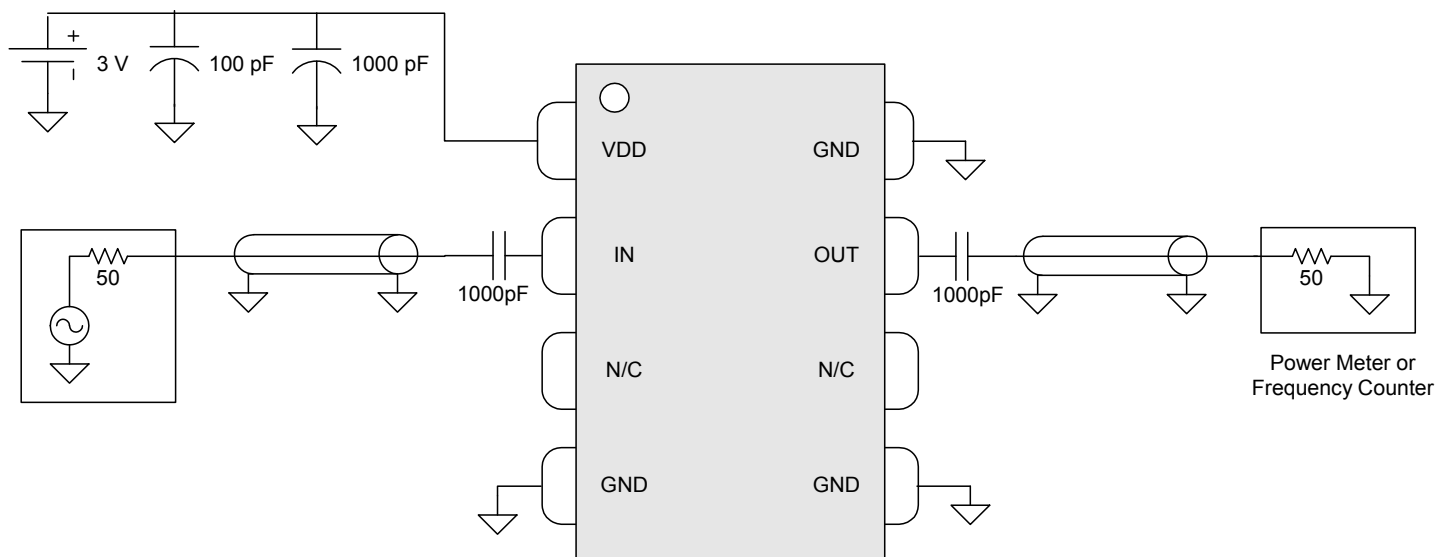 +
–
3 V
100 pF
1000 pF
VDD
GND
50
IN
OUT
50
1000pF
1000pF
N/C
N/C
Power Meter or
Frequency Counter
GND
GND